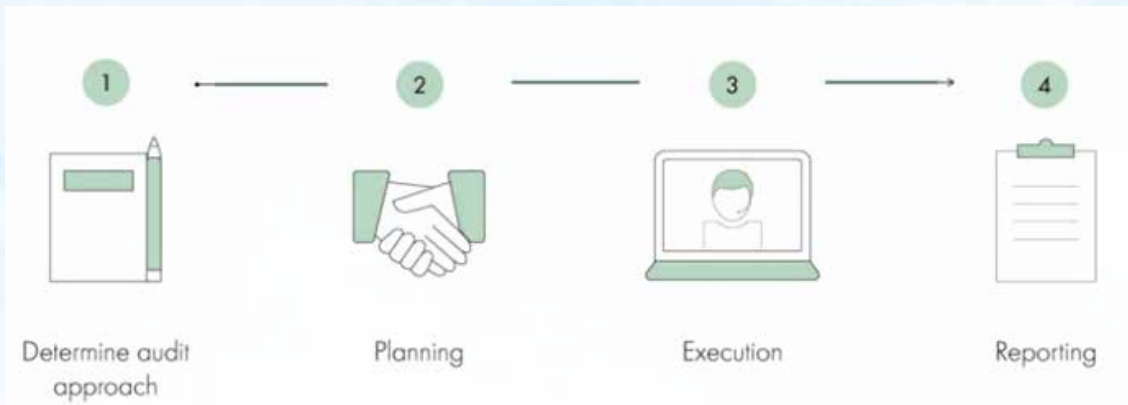 1
2
3
4
Determine audit
approach
Planning
Execution
Reporting